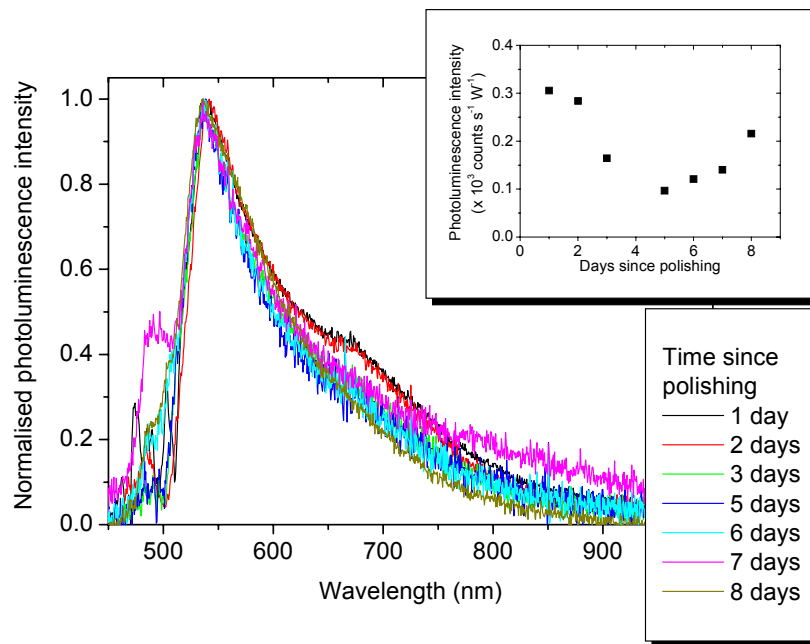 Photoluminescence intensity
(x 10³ counts s⁻¹ W⁻¹)
0.4
0.3
0.2
0.1
0.0
0 2 4 6 8
Days since polishing
Normalised photoluminescence intensity
1.0
0.8
0.6
0.4
0.2
0.0
500 600 700 800 900
Wavelength (nm)
Time since
polishing
1 day
2 days
3 days
5 days
6 days
7 days
8 days